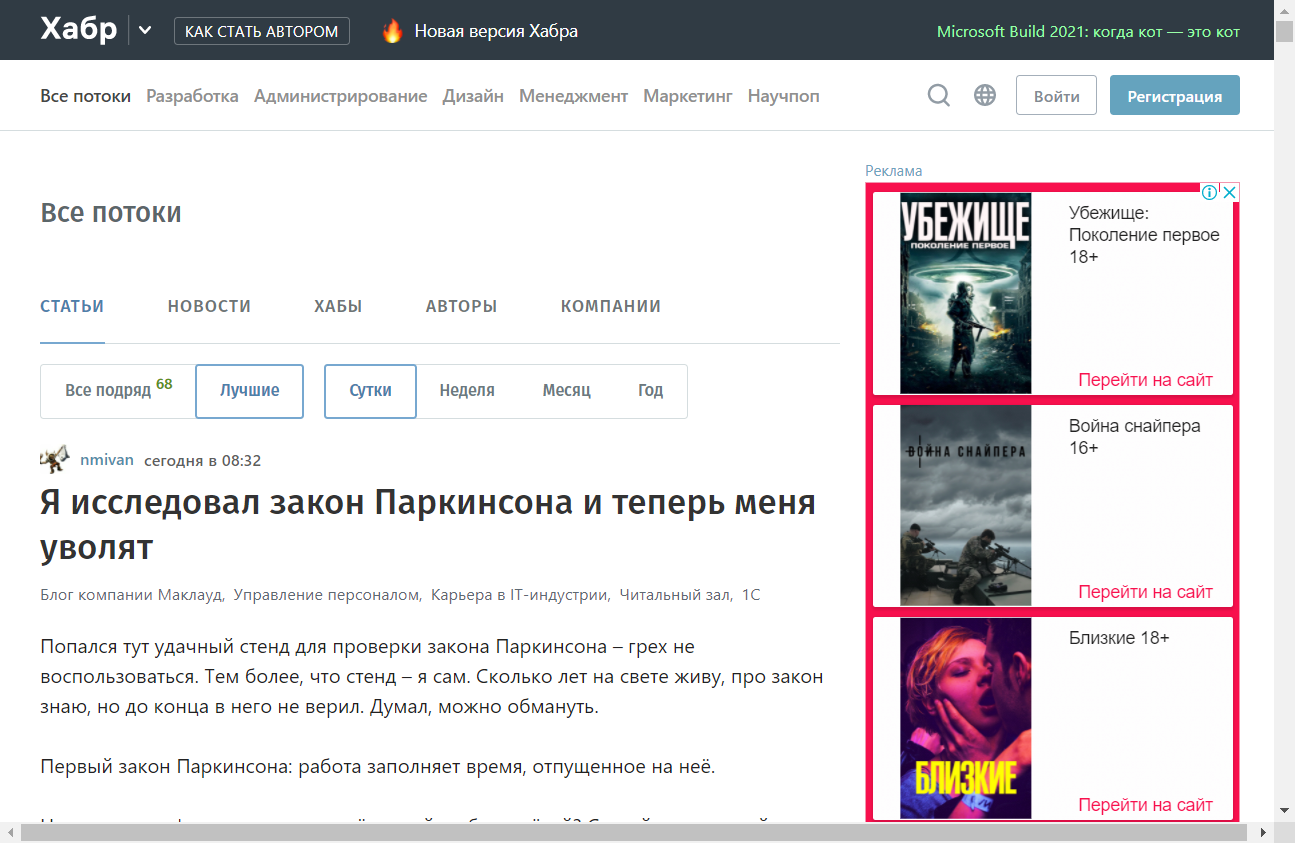 Хабр
КАК СТАТЬ АВТОРОМ
Новая версия Хабра
Microsoft Build 2021: когда кот — это кот
Все потоки Разработка Администрирование Дизайн Менеджмент Маркетинг Научпоп
Войти
Регистрация
Все потоки
СТАТЬИ НОВОСТИ ХАБЫ АВТОРЫ КОМПАНИИ
Все подряд 68 Лучшие Сутки Неделя Месяц Год
nmivan сегодня в 08:32
Я исследовал закон Паркинсона и теперь меня
уволят
Блог компании Маклауд, Управление персоналом, Карьера в IT-индустрии, Читальный зал, 1С
Попался тут удачный стенд для проверки закона Паркинсона – грех не
воспользоваться. Тем более, что стенд – я сам. Сколько лет на свете живу, про закон
знаю, но до конца в него не верил. Думал, можно обмануть.
Первый закон Паркинсона: работа заполняет время, отпущенное на неё.
Реклама
УБЕЖИЩЕ
ПОКОЛЕНИЕ ПЕРВОЕ
Убежище:
Поколение первое
18+
Перейти на сайт
ВОЙНА СНАЙПЕРА
Война снайпера
16+
Перейти на сайт
БЛИЗКИЕ
Близкие 18+
Перейти на сайт